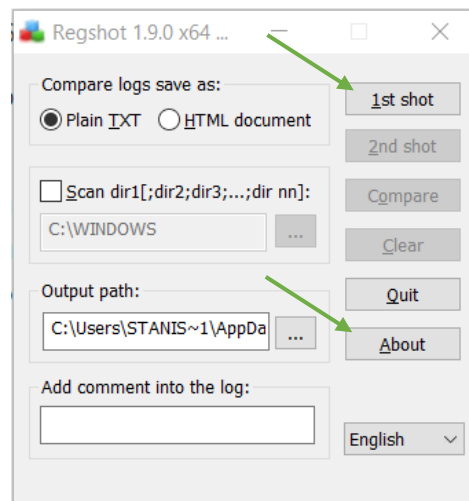 Regshot 1.9.0 x64 ...
Compare logs save as:
Plain TXT HTML document
1st shot
2nd shot
Scan dir1[;dir2;dir3;...;dir nn]:
C:\WINDOWS
...
Compare
Clear
Output path:
C:\Users\STANIS~1\AppDa
...
Quit
About
Add comment into the log:
English